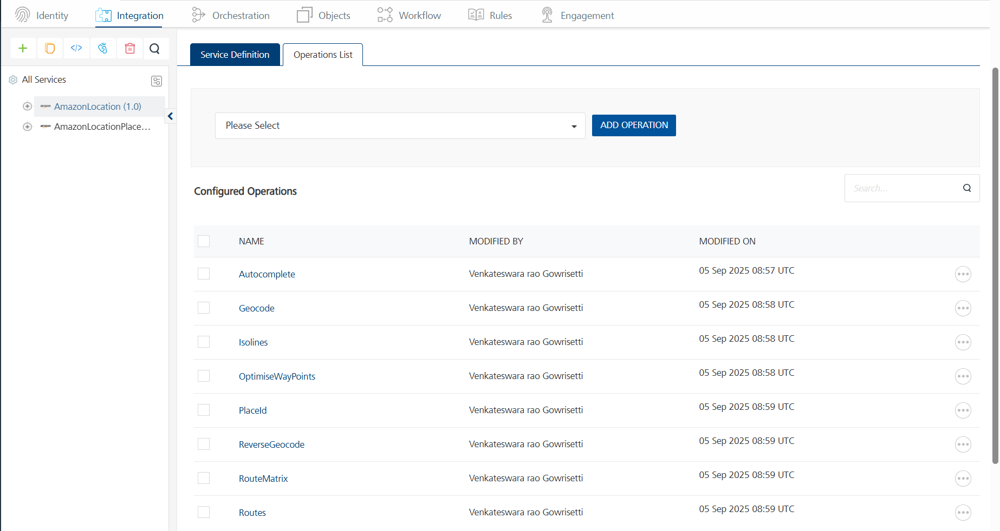 Identity Integration Orchestration Objects Workflow Rules Engagement
</>
All Services
amazon AmazonLocation (1.0)
amazon AmazonLocationPlace...
Service Definition Operations List
Please Select ADD OPERATION
Configured Operations Search...
NAME MODIFIED BY MODIFIED ON
Autocomplete Venkateswara rao Gowrisetti 05 Sep 2025 08:57 UTC
Geocode Venkateswara rao Gowrisetti 05 Sep 2025 08:58 UTC
Isolines Venkateswara rao Gowrisetti 05 Sep 2025 08:58 UTC
OptimiseWayPoints Venkateswara rao Gowrisetti 05 Sep 2025 08:58 UTC
PlaceId Venkateswara rao Gowrisetti 05 Sep 2025 08:59 UTC
ReverseGeocode Venkateswara rao Gowrisetti 05 Sep 2025 08:59 UTC
RouteMatrix Venkateswara rao Gowrisetti 05 Sep 2025 08:59 UTC
Routes Venkateswara rao Gowrisetti 05 Sep 2025 08:59 UTC